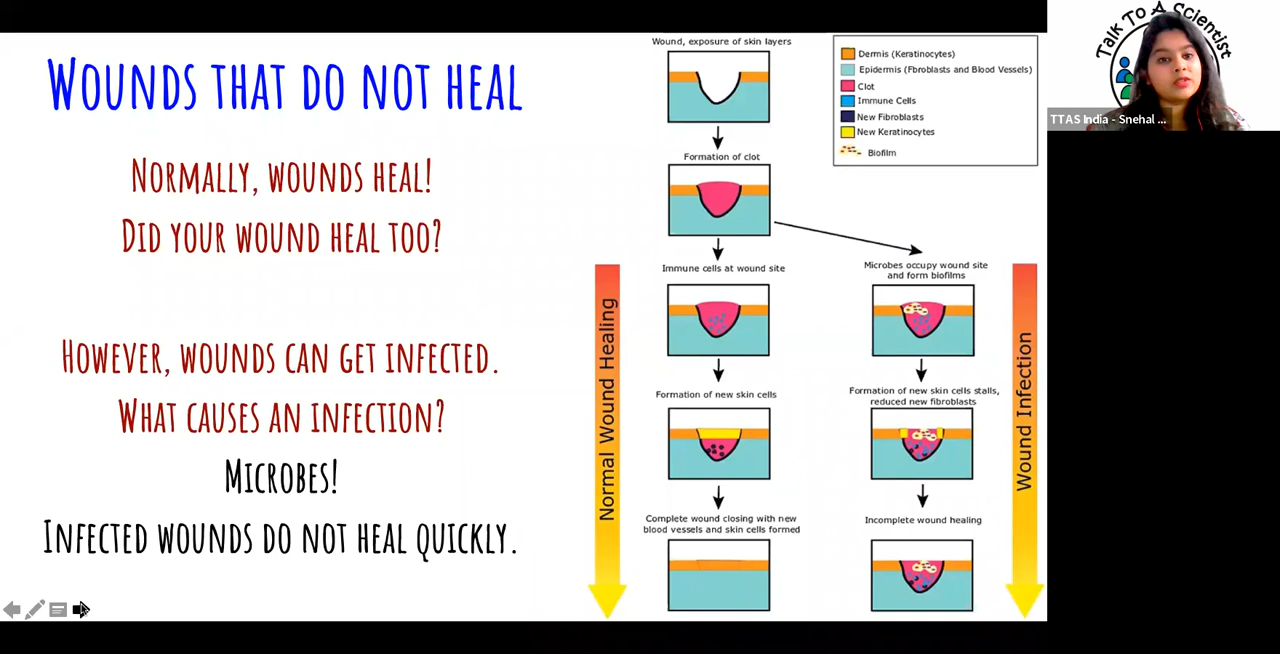 WOUNDS THAT DO NOT HEAL
NORMALLY, WOUNDS HEAL!
DID YOUR WOUND HEAL TOO?
HOWEVER, WOUNDS CAN GET INFECTED.
WHAT CAUSES AN INFECTION?
MICROBES!
INFECTED WOUNDS DO NOT HEAL QUICKLY.
Wound, exposure of skin layers
Formation of clot
Normal Wound Healing
Immune cells at wound site
Formation of new skin cells
Complete wound closing with new
blood vessels and skin cells formed
Dermis (Keratinocytes)
Epidermis (Fbroblasts and Blood Vessels)
Clot
Immune Cells
New Fibroblasts
New Keratinocytes
Biofilm
Microbes occupy wound site
and form biofilms
Formation of new skin cells stalls,
reduced new fibroblasts
Incomplete wound healing
Wound Infection
Talk To A Scientist
TTAS India - Snehal ...